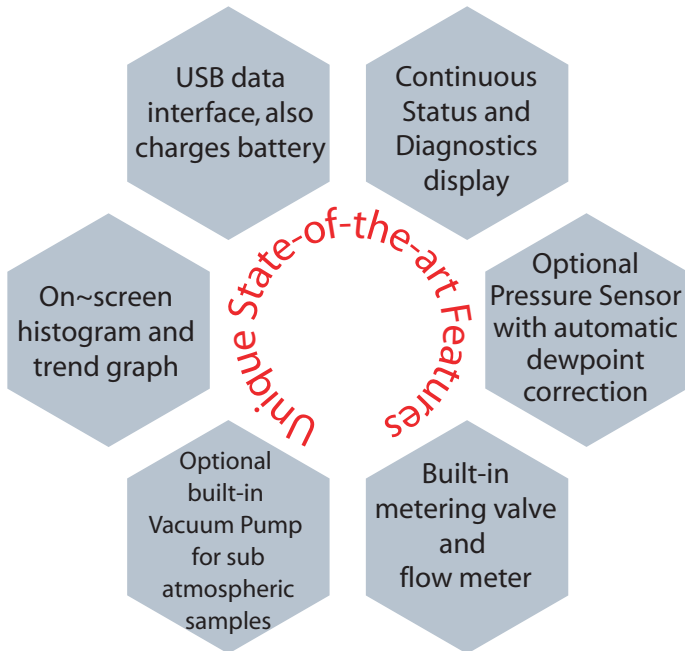 USB data
interface, also
charges battery
Continuous
Status and
Diagnostics
display
Unique State-of-the-art Features
On~screen
histogram and
trend graph
Optional
Pressure Sensor
with automatic
dewpoint
correction
Optional
built-in
Vacuum Pump
for sub
atmospheric
samples
Built-in
metering valve
and
flow meter